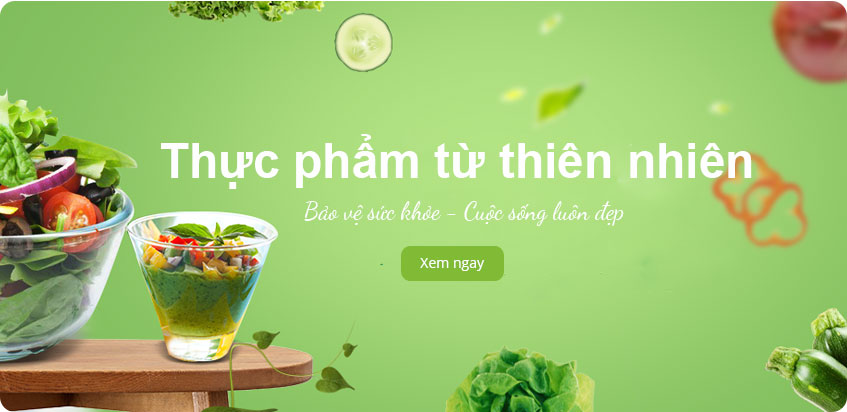 Thực phẩm từ thiên nhiên
Bảo vệ sức khỏe - Cuộc sống luôn đẹp
Xem ngay